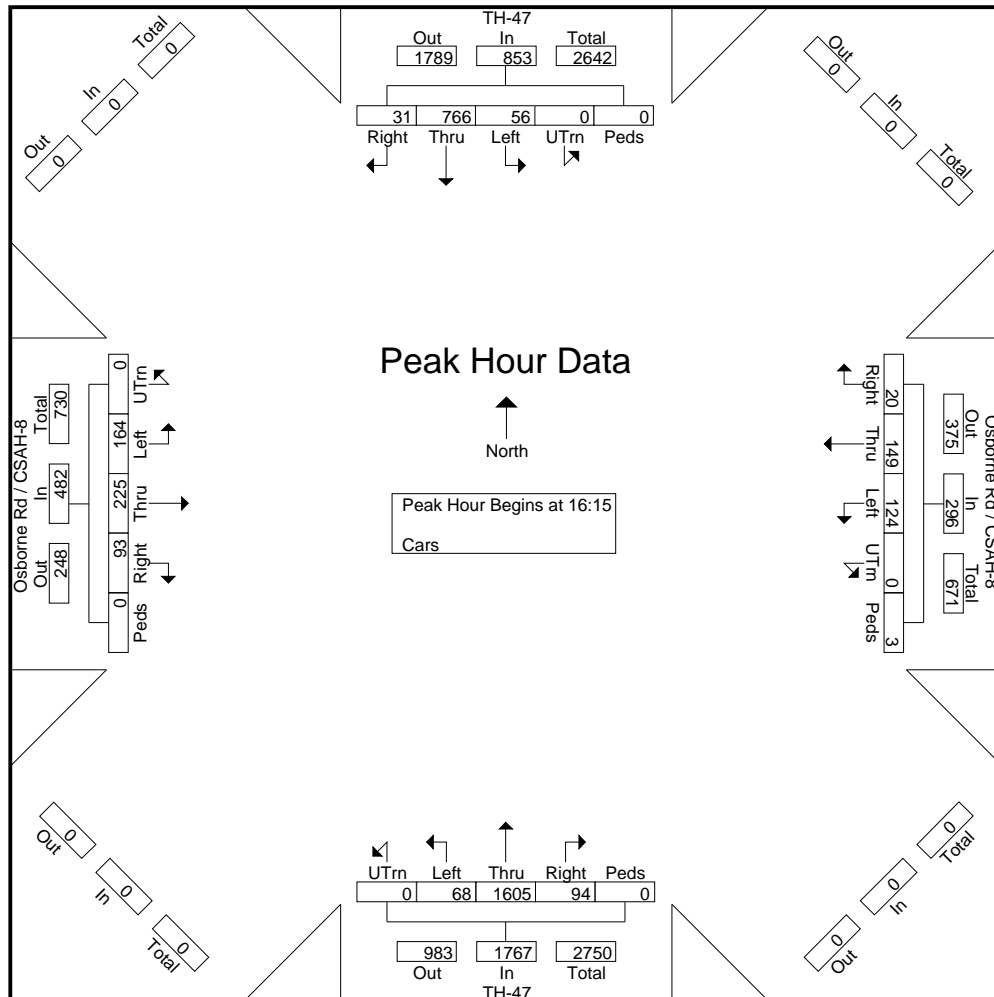 TH-47
Out In Total
1789 853 2642
31 766 56 0 0
Right Thru Left UTrn Peds
Total
0
In
0
Out
0
Out
0
In
0
Total
0
Peak Hour Data
North
Peak Hour Begins at 16:15
Cars
Osborne Rd / CSAH-8
Total In Out
730 482 248
0 164 225 93 0
UTrn Left Thru Right Peds
Osborne Rd / CSAH-8
Out In Total
375 296 671
20 149 124 0 3
Right Thru Left UTrn Peds
UTrn Left Thru Right Peds
0 68 1605 94 0
983 1767 2750
Out In Total
TH-47
0
Out
0
In
0
Total
0
Total
0
In
0
Out